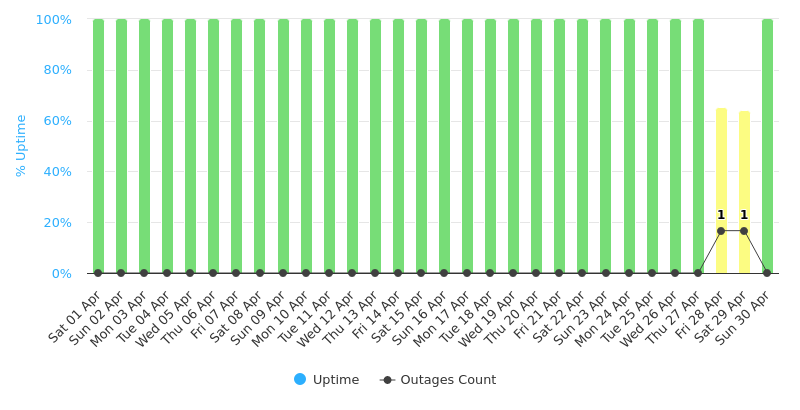 100%
80%
60%
40%
20%
0%
% Uptime
1
1
Sat 01 Apr
Sun 02 Apr
Mon 03 Apr
Tue 04 Apr
Wed 05 Apr
Thu 06 Apr
Fri 07 Apr
Sat 08 Apr
Sun 09 Apr
Mon 10 Apr
Tue 11 Apr
Wed 12 Apr
Thu 13 Apr
Fri 14 Apr
Sat 15 Apr
Sun 16 Apr
Mon 17 Apr
Tue 18 Apr
Wed 19 Apr
Thu 20 Apr
Fri 21 Apr
Sat 22 Apr
Sun 23 Apr
Mon 24 Apr
Tue 25 Apr
Wed 26 Apr
Thu 27 Apr
Fri 28 Apr
Sat 29 Apr
Sun 30 Apr
Uptime
Outages Count